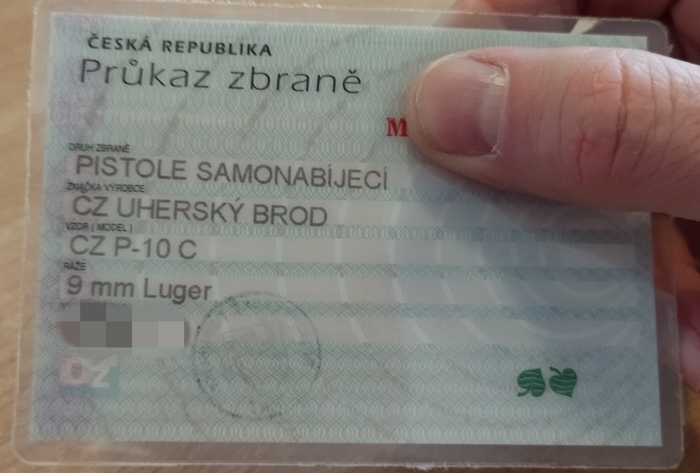 ČESKÁ REPUBLIKA
Průkaz zbraně
M
DRUH ZBRANĚ
PISTOLE SAMONABÍJECÍ
ZNAČKA VÝROBCE
CZ UHERSKÝ BROD
VZOR ( MODEL )
CZ P-10 C
RÁŽE
9 mm Luger